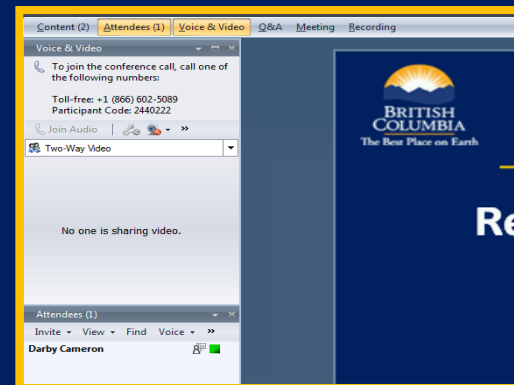 Content (2) Attendees (1) Voice & Video Q&A Meeting Recording
Voice & Video
To join the conference call, call one of
the following numbers:
Toll-free: +1 (866) 602-5089
Participant Code: 2440222
Join Audio
Two-Way Video
No one is sharing video.
Attendees (1)
Invite View Find Voice »
Darby Cameron
BRITISH
COLUMBIA
The Best Place on Earth
Re